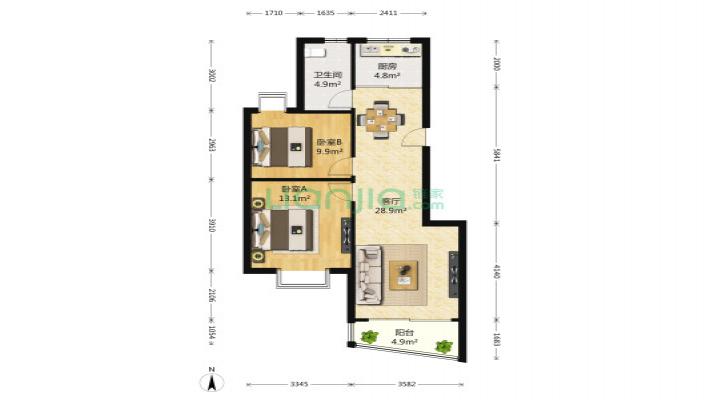 1710 1635 2411
3002
2963
3910
2106
1054
2000
5841
4140
1683
卫生间
4.9m²
厨房
4.8m²
卧室B
9.9m²
卧室A
13.1m²
客厅
28.9m²
阳台
4.9m²
Lianjia 链家.com
N
3345 3582